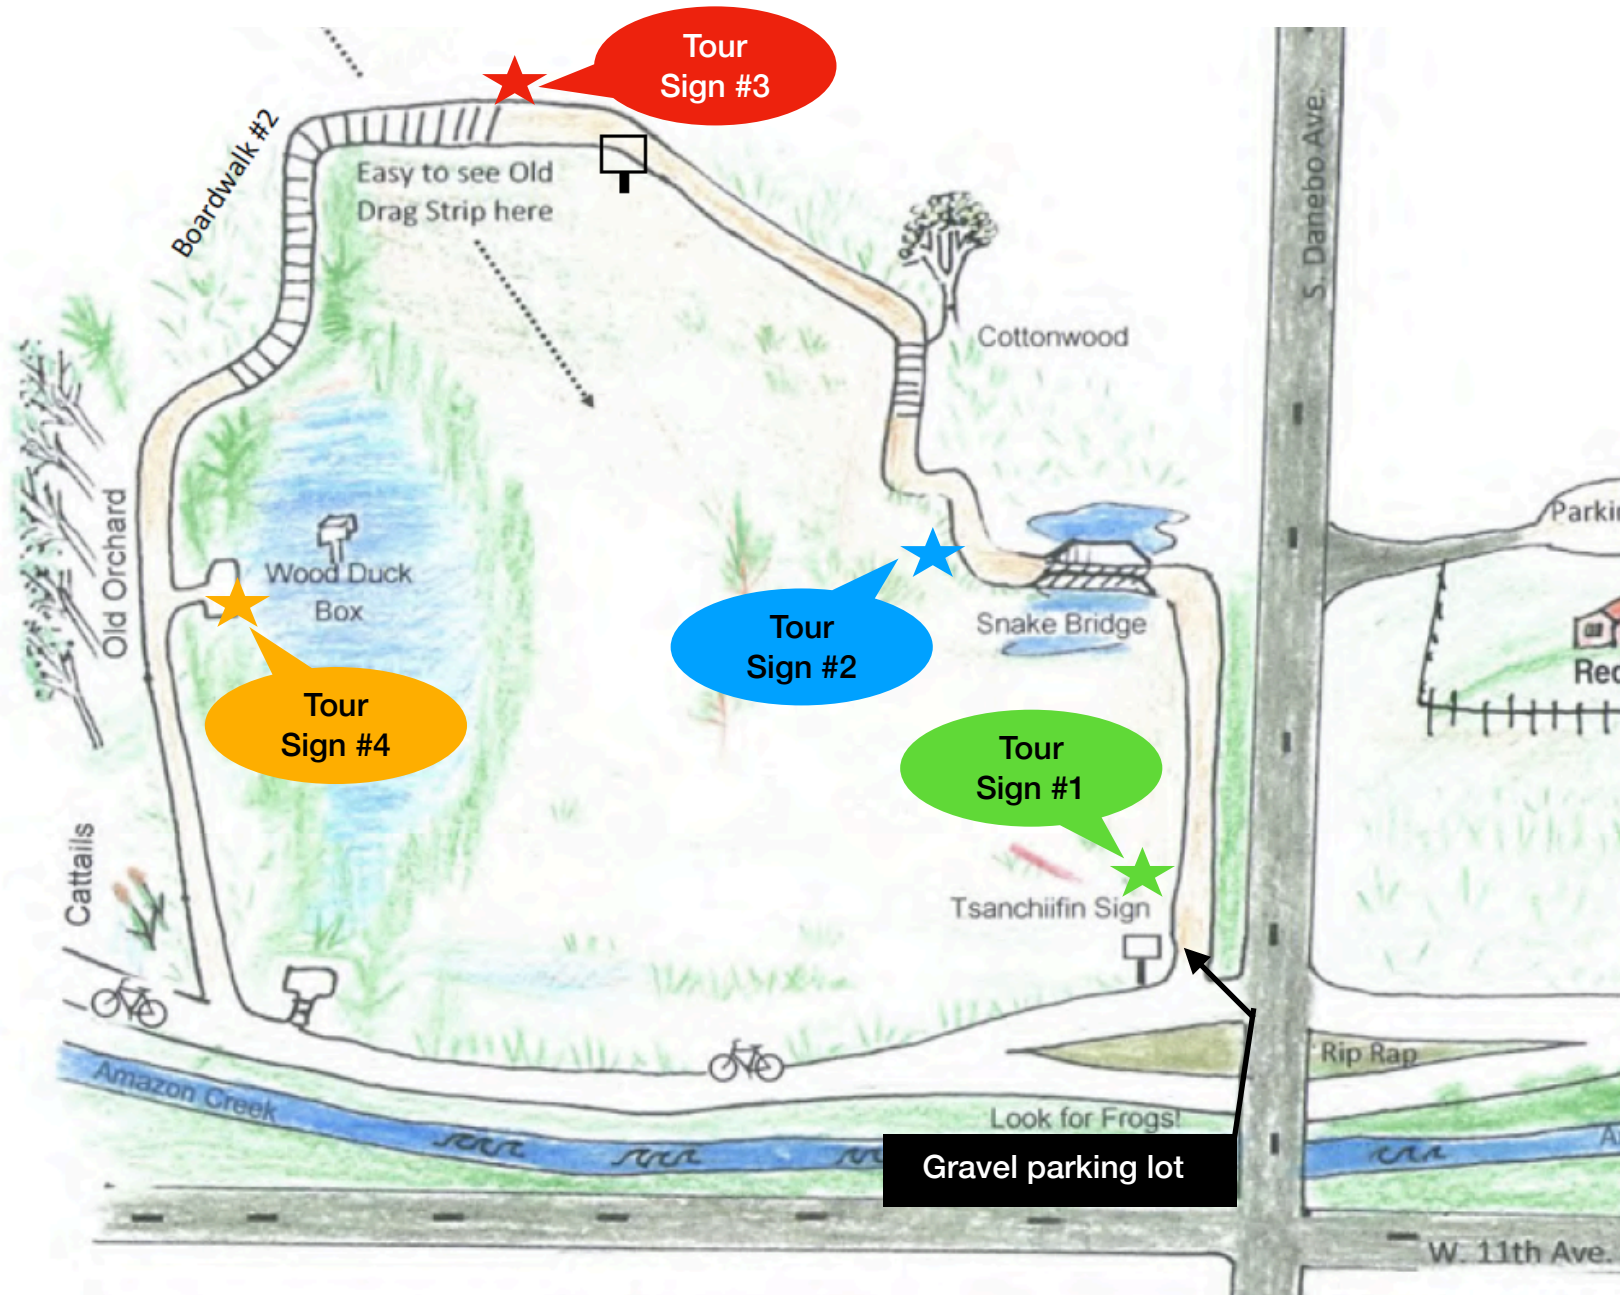 Tour
Sign #3
Boardwalk #2
Easy to see Old
Drag Strip here
S. Danebo Ave.
Cottonwood
Old Orchard
Wood Duck
Box
Tour
Sign #2
Snake Bridge
Tour
Sign #4
Tour
Sign #1
Cattails
Tsanchiifin Sign
Rip Rap
Amazon Creek
Look for Frogs!
Gravel parking lot
W. 11th Ave.